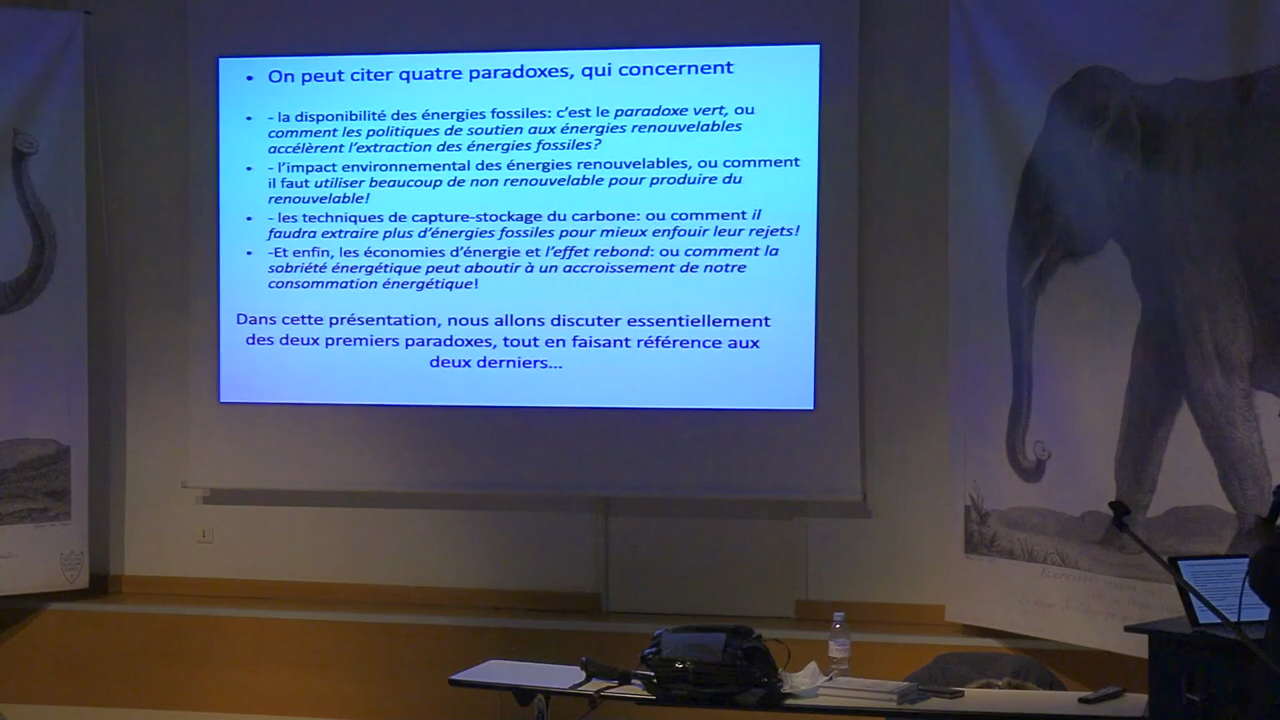 • On peut citer quatre paradoxes, qui concernent
• - la disponibilité des énergies fossiles: c’est le paradoxe vert, ou
comment les politiques de soutien aux énergies renouvelables
accélèrent l’extraction des énergies fossiles?
• - l’impact environnemental des énergies renouvelables, ou comment
il faut utiliser beaucoup de non renouvelable pour produire du
renouvelable!
• - les techniques de capture-stockage du carbone: ou comment il
faudra extraire plus d’énergies fossiles pour mieux enfouir leur rejets!
• -Et enfin, les économies d’énergie et l’effet rebond: ou comment la
sobriété énergétique peut aboutir à un accroissement de notre
consommation énergétique!
Dans cette présentation, nous allons discuter essentiellement
des deux premiers paradoxes, tout en faisant référence aux
deux derniers...